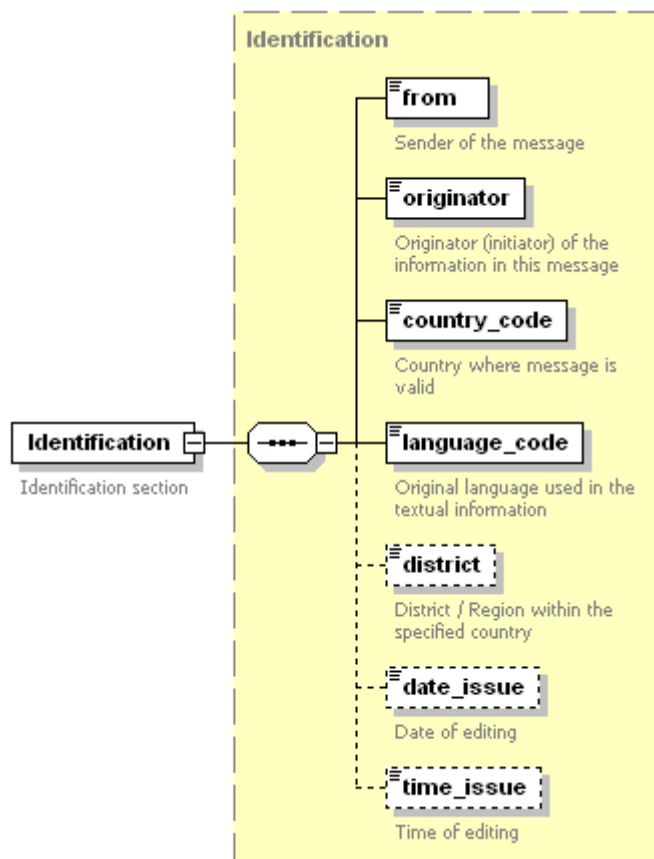 Identification
from
Sender of the message
originator
Originator (initiator) of the
information in this message
country_code
Country where message is
valid
Identification
Identification section
language_code
Original language used in the
textual information
district
District / Region within the
specified country
date_issue
Date of editing
time_issue
Time of editing